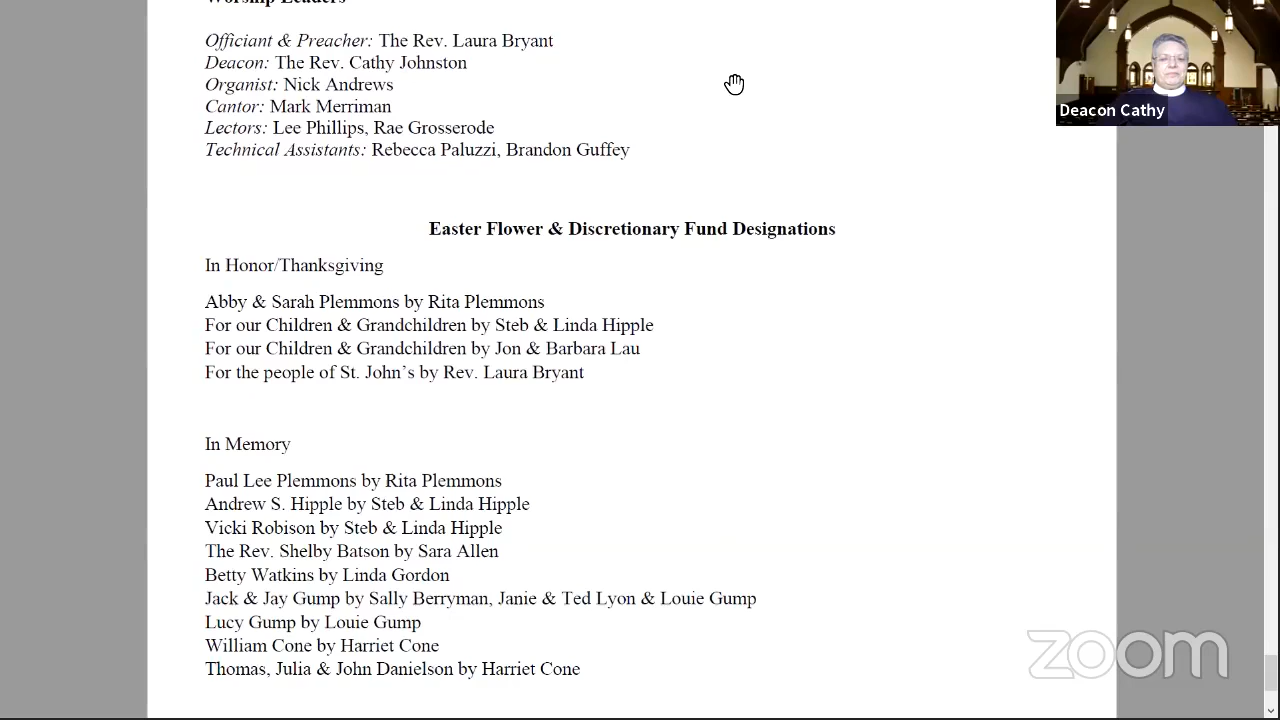 Worship Leaders
Officiant & Preacher: The Rev. Laura Bryant
Deacon: The Rev. Cathy Johnston
Organist: Nick Andrews
Cantor: Mark Merriman
Lectors: Lee Phillips, Rae Grosserode
Technical Assistants: Rebecca Paluzzi, Brandon Guffey
Deacon Cathy
Easter Flower & Discretionary Fund Designations
In Honor/Thanksgiving
Abby & Sarah Plemmons by Rita Plemmons
For our Children & Grandchildren by Steb & Linda Hipple
For our Children & Grandchildren by Jon & Barbara Lau
For the people of St. John’s by Rev. Laura Bryant
In Memory
Paul Lee Plemmons by Rita Plemmons
Andrew S. Hipple by Steb & Linda Hipple
Vicki Robison by Steb & Linda Hipple
The Rev. Shelby Batson by Sara Allen
Betty Watkins by Linda Gordon
Jack & Jay Gump by Sally Berryman, Janie & Ted Lyon & Louie Gump
Lucy Gump by Louie Gump
William Cone by Harriet Cone
Thomas, Julia & John Danielson by Harriet Cone
zoom